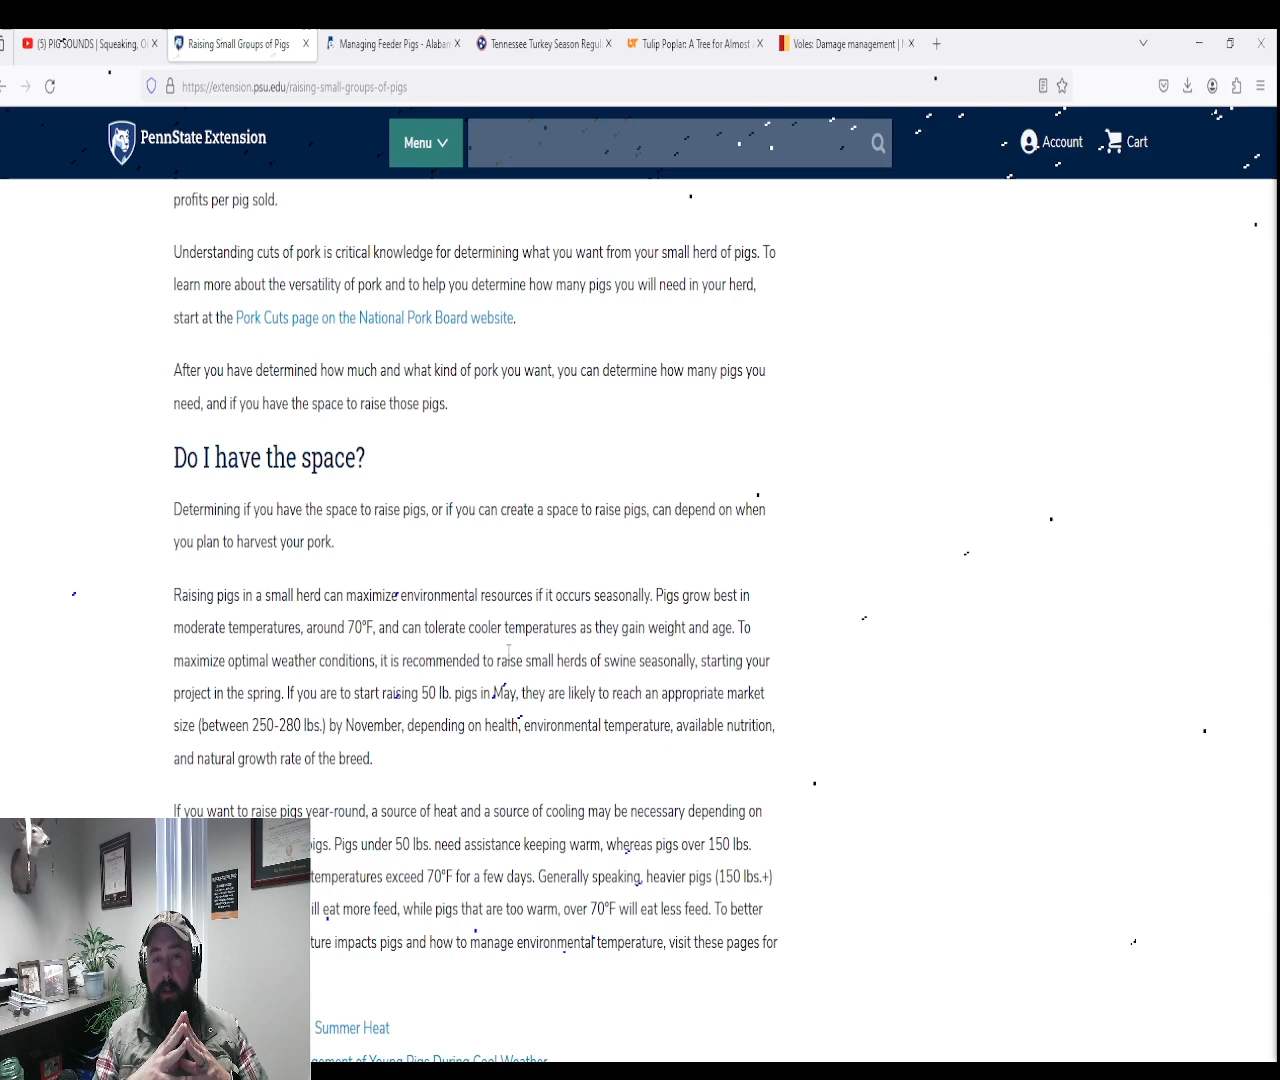 (5) PIG SOUNDS | Squeaking, Oi
Raising Small Groups of Pigs
Managing Feeder Pigs - Alaban
Tennessee Turkey Season Regul
Tulip Poplar: A Tree for Almost A
Voles: Damage management |
https://extension.psu.edu/raising-small-groups-of-pigs
PennState Extension
Menu
Account
Cart
profits per pig sold.
Understanding cuts of pork is critical knowledge for determining what you want from your small herd of pigs. To
learn more about the versatility of pork and to help you determine how many pigs you will need in your herd,
start at the Pork Cuts page on the National Pork Board website.
After you have determined how much and what kind of pork you want, you can determine how many pigs you
need, and if you have the space to raise those pigs.
Do I have the space?
Determining if you have the space to raise pigs, or if you can create a space to raise pigs, can depend on when
you plan to harvest your pork.
Raising pigs in a small herd can maximize environmental resources if it occurs seasonally. Pigs grow best in
moderate temperatures, around 70°F, and can tolerate cooler temperatures as they gain weight and age. To
maximize optimal weather conditions, it is recommended to raise small herds of swine seasonally, starting your
project in the spring. If you are to start raising 50 lb. pigs in May, they are likely to reach an appropriate market
size (between 250-280 lbs.) by November, depending on health, environmental temperature, available nutrition,
and natural growth rate of the breed.
If you want to raise pigs year-round, a source of heat and a source of cooling may be necessary depending on
igs. Pigs under 50 lbs. need assistance keeping warm, whereas pigs over 150 lbs.
temperatures exceed 70°F for a few days. Generally speaking, heavier pigs (150 lbs.+)
ill eat more feed, while pigs that are too warm, over 70°F will eat less feed. To better
ture impacts pigs and how to manage environmental temperature, visit these pages for
Summer Heat
gement of Young Pigs During Cool Weather